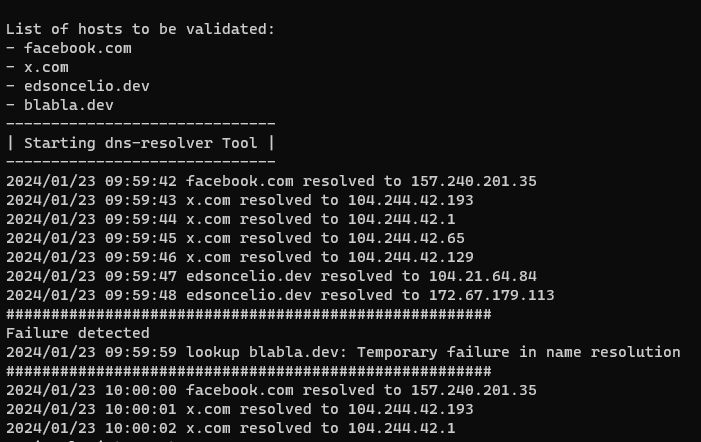 List of hosts to be validated:
- facebook.com
- x.com
- edsoncelio.dev
- blabla.dev
------------------------------
| Starting dns-resolver Tool |
------------------------------
2024/01/23 09:59:42 facebook.com resolved to 157.240.201.35
2024/01/23 09:59:43 x.com resolved to 104.244.42.193
2024/01/23 09:59:44 x.com resolved to 104.244.42.1
2024/01/23 09:59:45 x.com resolved to 104.244.42.65
2024/01/23 09:59:46 x.com resolved to 104.244.42.129
2024/01/23 09:59:47 edsoncelio.dev resolved to 104.21.64.84
2024/01/23 09:59:48 edsoncelio.dev resolved to 172.67.179.113
######################################################
Failure detected
2024/01/23 09:59:59 lookup blabla.dev: Temporary failure in name resolution
######################################################
2024/01/23 10:00:00 facebook.com resolved to 157.240.201.35
2024/01/23 10:00:01 x.com resolved to 104.244.42.193
2024/01/23 10:00:02 x.com resolved to 104.244.42.1